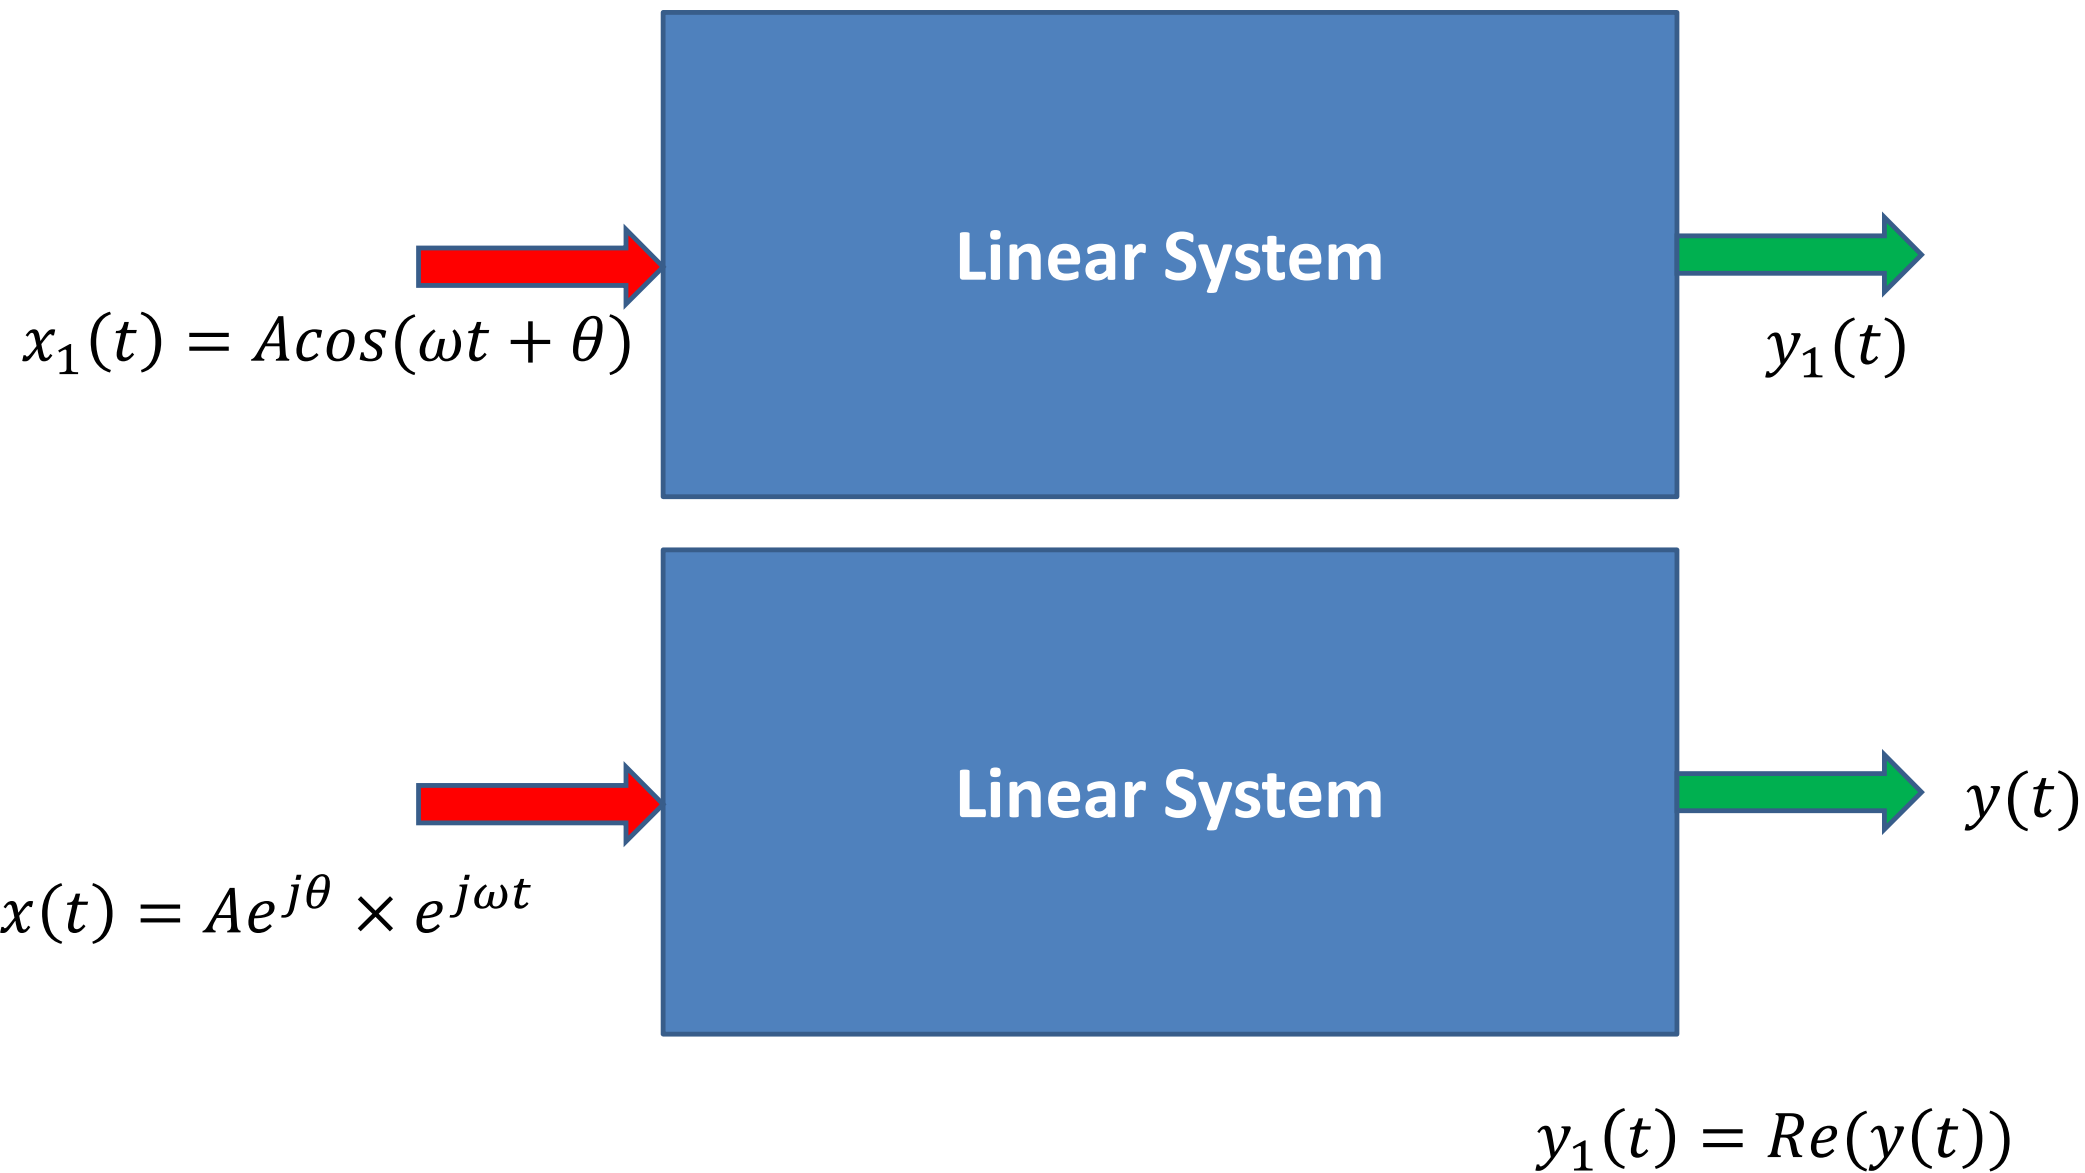 Linear System
x₁(t) = Acos(ωt + θ)
y₁(t)
Linear System
y(t)
x(t) = Ae^{jθ} × e^{jωt}
y₁(t) = Re(y(t))